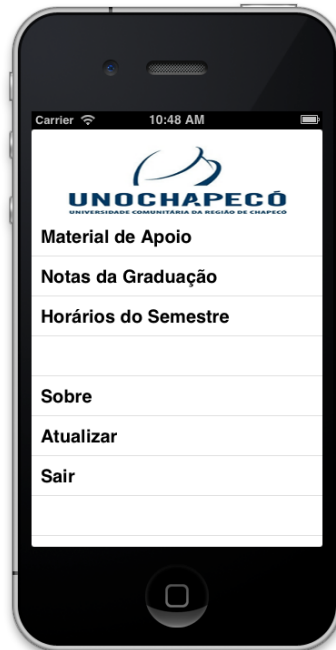 Carrier 10:48 AM
UNOCHAPECÓ
UNIVERSIDADE COMUNITÁRIA DA REGIÃO DE CHAPECÓ
Material de Apoio
Notas da Graduação
Horários do Semestre
Sobre
Atualizar
Sair